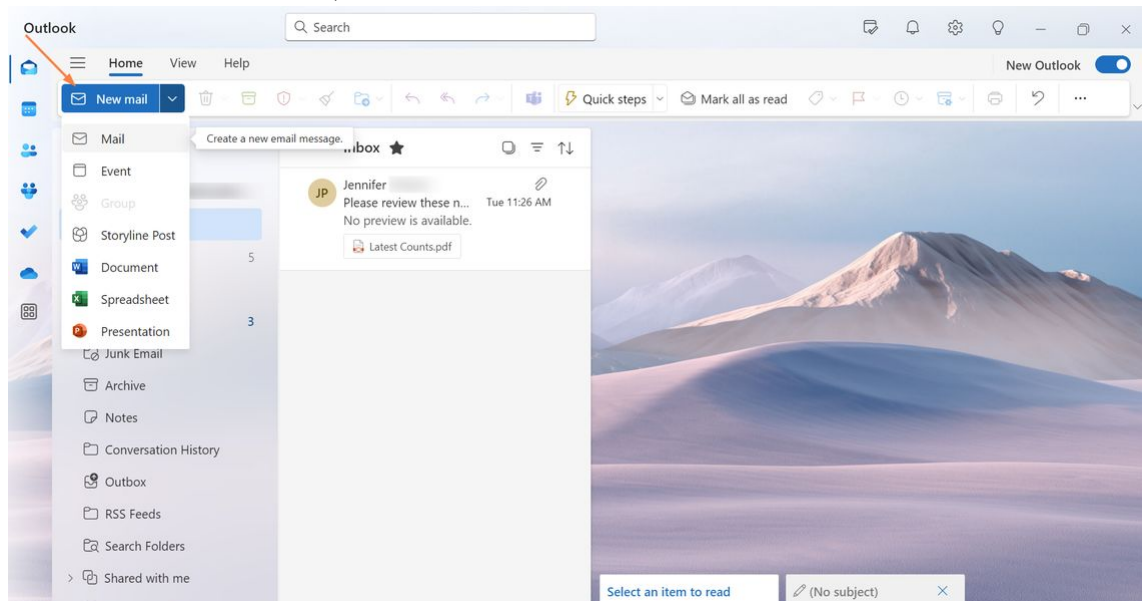 Outlook
Search
Home View Help
New Outlook
New mail
Quick steps
Mail all as read
Mail
Create a new email message.
Event
Group
Storyline Post
Document
Spreadsheet
Presentation
5
3
Junk Email
Archive
Notes
Conversation History
Outbox
RSS Feeds
Search Folders
Shared with me
JP
Jennifer
Please review these n... Tue 11:26 AM
No preview is available.
Latest Counts.pdf
Select an item to read
(No subject)